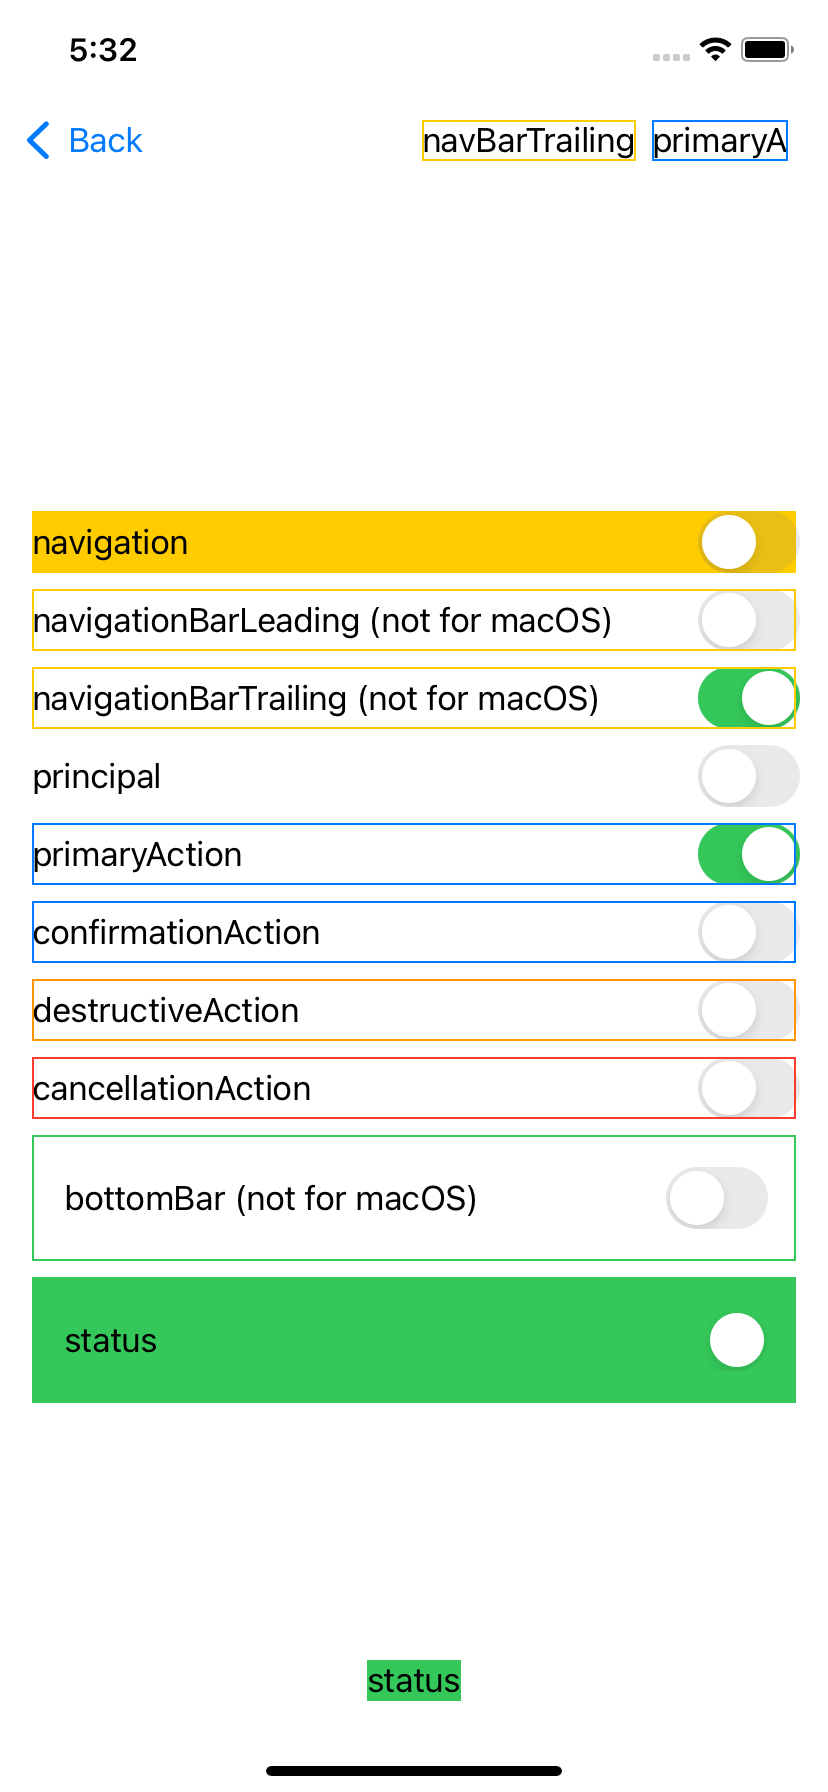 5:32
Back navBarTrailing primaryA
navigation
navigationBarLeading (not for macOS)
navigationBarTrailing (not for macOS)
principal
primaryAction
confirmationAction
destructiveAction
cancellationAction
bottomBar (not for macOS)
status
status